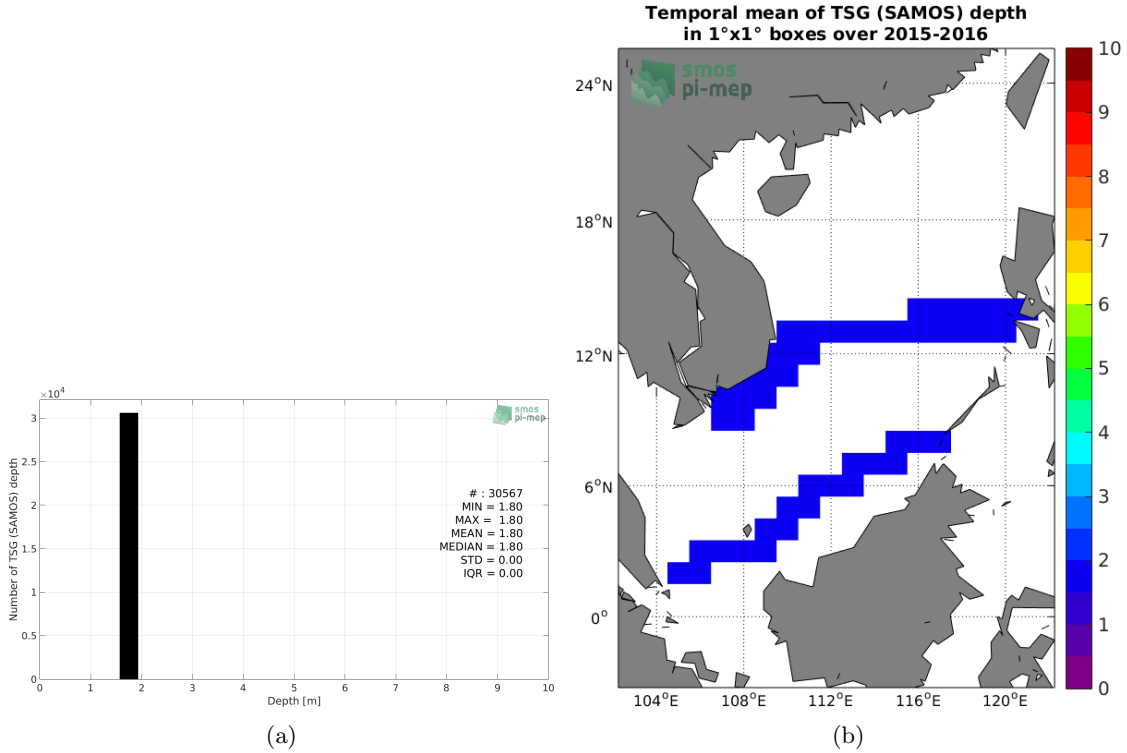 ×10⁴
3
2.5
2
1.5
1
0.5
0
Number of TSG (SAMOS) depth
smos
pi-mep
# : 30567
MIN = 1.80
MAX = 1.80
MEAN = 1.80
MEDIAN = 1.80
STD = 0.00
IQR = 0.00
0 1 2 3 4 5 6 7 8 9 10
Depth [m]
(a)
Temporal mean of TSG (SAMOS) depth
in 1°x1° boxes over 2015-2016
smos
pi-mep
24°N
18°N
12°N
6°N
0°
104°E 108°E 112°E 116°E 120°E
10
9
8
7
6
5
4
3
2
1
0
(b)